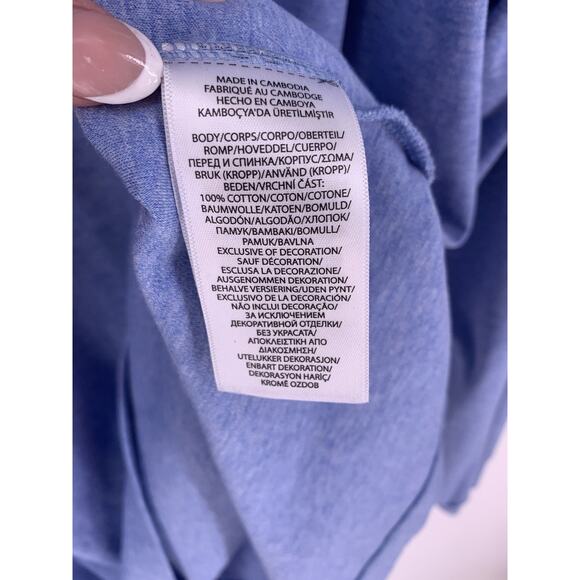 MADE IN CAMBODIA
FABRIQUÉ AU CAMBODGE
HECHO EN CAMBOYA
KAMBOÇYA'DA ÜRETİLMİŞTIR
BODY/CORPS/CORPO/OBERTEIL/
ROMP/HOVEDDEL/CUERPO/
ПЕРЕД И СПИНКА/КОРПУС/ΣΩΜΑ/
BRUK (KROPP)/ANVÄND (KROPP)/
BEDEN/VRCHNÍ ČÁST:
100% COTTON/COTON/COTONE/
BAUMWOLLE/KATOEN/BOMULD/
ALGODÓN/ALGODÃO/ХЛОПОК/
ПАМУК/ΒΑΜΒΑΚΙ/BOMULL/
PAMUK/BAVLNA
EXCLUSIVE OF DECORATION/
SAUF DÉCORATION/
ESCLUSA LA DECORAZIONE/
AUSGENOMMEN DEKORATION/
BEHALVE VERSIERING/UDEN PYNT/
EXCLUSIVO DE LA DECORACIÓN/
NÃO INCLUI DECORAÇÃO/
ЗА ИСКЛЮЧЕНИЕМ
ДЕКОРАТИВНОЙ ОТДЕЛКИ/
БЕЗ УКРАСАТА/
ΑΠΟΚΛΕΙΣΤΙΚΗ ΑΠΟ
ΔΙΑΚΟΣΜΗΣΗ/
UTELUKKER DEKORASJON/
ENBART DEKORATION/
DEKORASYON HARİÇ/
KROMĚ OZDOB